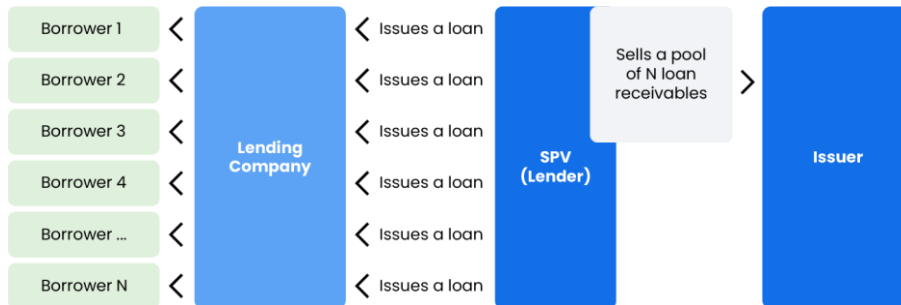 Borrower 1
Issues a loan
Borrower 2
Issues a loan
Borrower 3
Issues a loan
Borrower 4
Issues a loan
Borrower ...
Issues a loan
Borrower N
Issues a loan
Lending
Company
SPV
(Lender)
Sells a pool
of N loan
receivables
Issuer